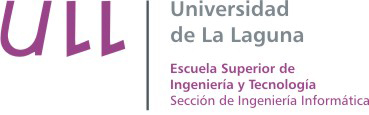 ULL
Universidad
de La Laguna
Escuela Superior de
Ingeniería y Tecnología
Sección de Ingeniería Informática